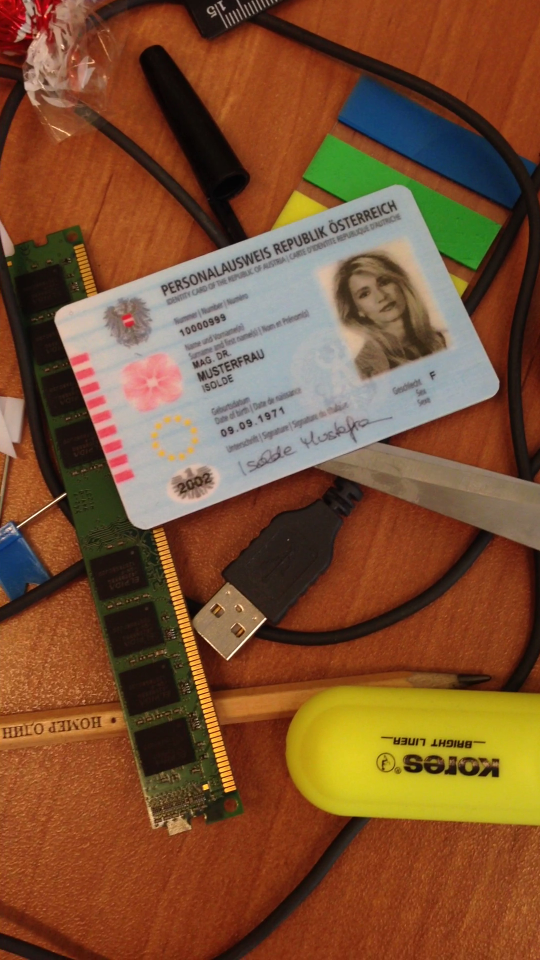 15
PERSONALAUSWEIS REPUBLIK ÖSTERREICH
IDENTITY CARD OF THE REPUBLIC OF AUSTRIA / CARTE D'IDENTITÉ RÉPUBLIQUE D'AUTRICHE
Nummer | Number | Numéro
10000999
Name und Vorname(n)
Surname and first name(s) | Nom et Prénom(s)
MAG. DR.
MUSTERFRAU
ISOLDE
Geburtsdatum
Date of birth | Date de naissance
09.09.1971
Geschlecht F
Sex
Sexe
Unterschrift | Signature | Signature du titulaire
Isolde Musterfrau
2002
НОМЕР ОДИН
Kores®
BRIGHT LINER